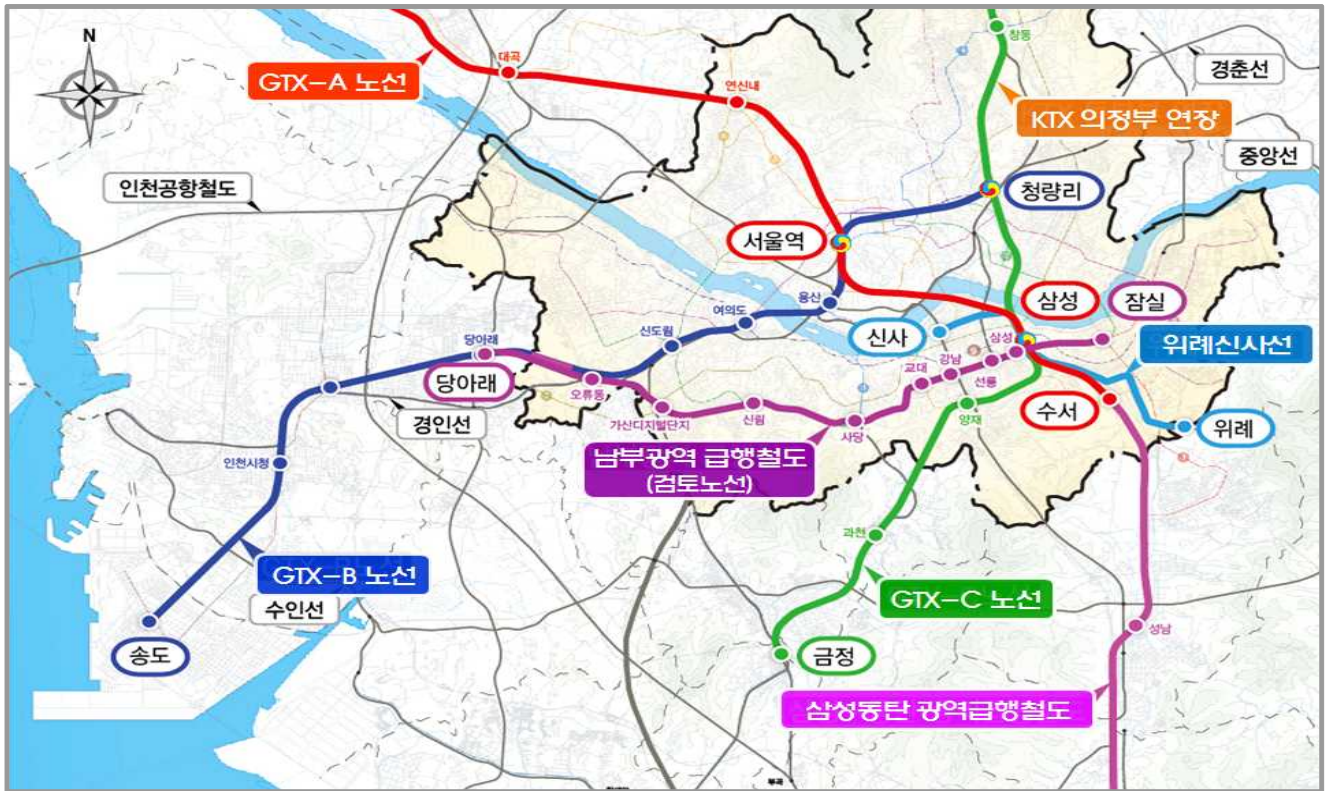 N
창동
대곡
경춘선
GTX-A 노선
연신내
KTX 의정부 연장
중앙선
인천공항철도
청량리
서울역
삼성
잠실
용산
여의도
신사
신도림
삼성
위례신사선
당아래
강남
당아래
교대
선릉
오류동
수서
경인선
가산디지털단지
신림
양재
위례
사당
남부광역 급행철도
(검토노선)
인천시청
과천
GTX-B 노선
GTX-C 노선
수인선
성남
송도
금정
삼성동탄 광역급행철도